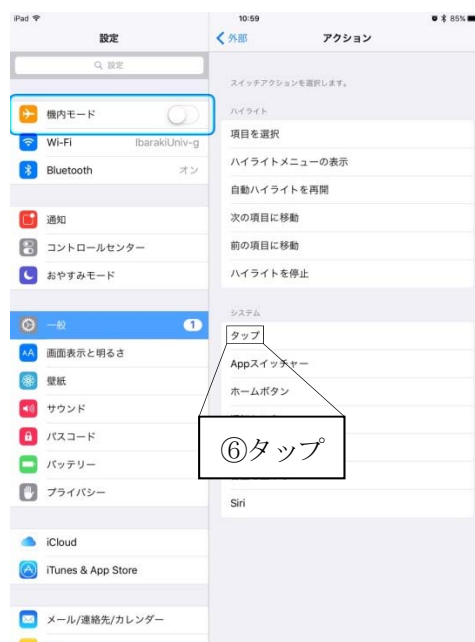 iPad
10:59
85%
設定
外部
アクション
設定
機内モード
Wi-Fi
IbarakiUniv-g
Bluetooth
オン
通知
コントロールセンター
おやすみモード
一般
1
AA
画面表示と明るさ
壁紙
サウンド
パスコード
バッテリー
プライバシー
iCloud
iTunes & App Store
メール/連絡先/カレンダー
スイッチアクションを選択します。
ハイライト
項目を選択
ハイライトメニューの表示
自動ハイライトを再開
次の項目に移動
前の項目に移動
ハイライトを停止
システム
タップ
Appスイッチャー
ホームボタン
⑥タップ
Siri